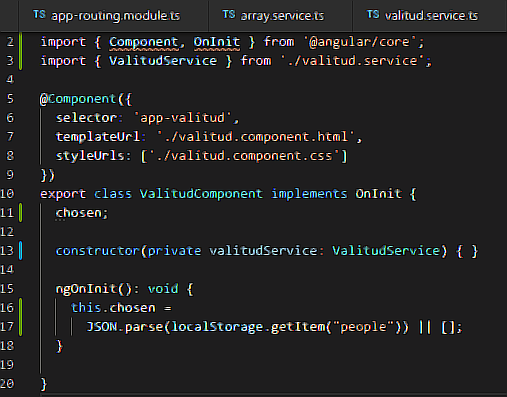 TS app-routing.module.ts TS array.service.ts TS valitud.service.ts
2 import { Component, OnInit } from '@angular/core';
3 import { ValitudService } from './valitud.service';
4
5 @Component({
6 selector: 'app-valitud',
7 templateUrl: './valitud.component.html',
8 styleUrls: ['./valitud.component.css']
9 })
10 export class ValitudComponent implements OnInit {
11 chosen;
12
13 constructor(private valitudService: ValitudService) { }
14
15 ngOnInit(): void {
16 this.chosen =
17 JSON.parse(localStorage.getItem("people")) || [];
18 }
19
20 }